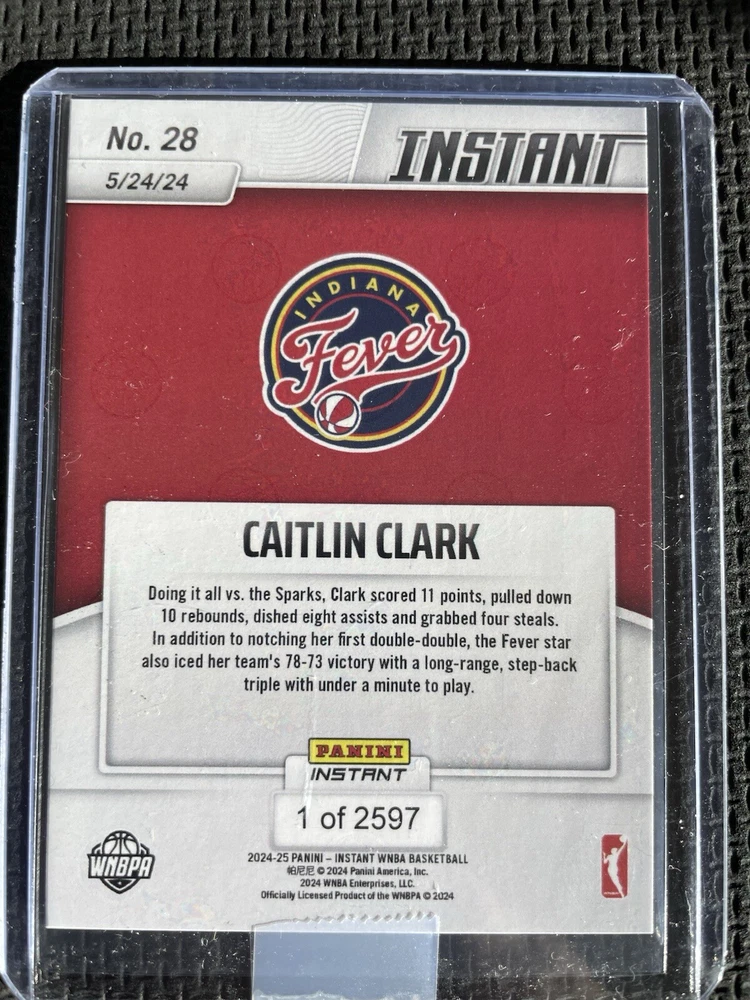 No. 28
INSTANT
5/24/24
INDIANA
Fever
CAITLIN CLARK
Doing it all vs. the Sparks, Clark scored 11 points, pulled down
10 rebounds, dished eight assists and grabbed four steals.
In addition to notching her first double-double, the Fever star
also iced her team's 78-73 victory with a long-range, step-back
triple with under a minute to play.
PANINI
INSTANT
1 of 2597
WNBPA
2024-25 PANINI – INSTANT WNBA BASKETBALL
帕尼尼 © 2024 Panini America, Inc.
2024 WNBA Enterprises, LLC.
Officially Licensed Product of the WNBPA © 2024